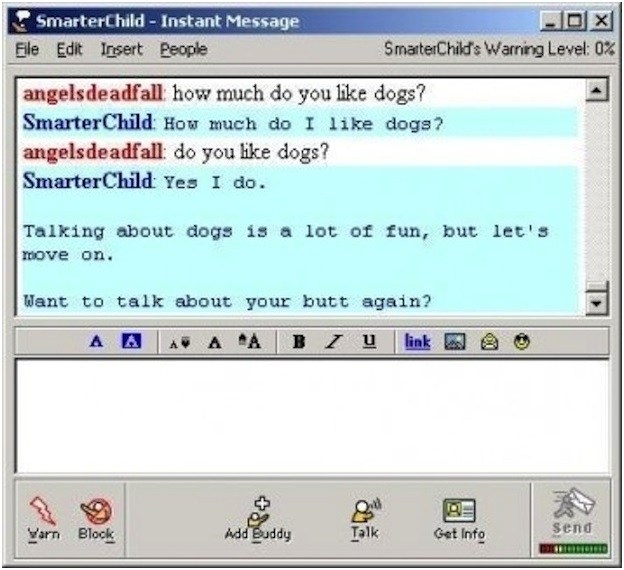 SmarterChild - Instant Message
File Edit Insert People SmarterChild's Warning Level: 0%
angelsdeadfall: how much do you like dogs?
SmarterChild: How much do I like dogs?
angelsdeadfall: do you like dogs?
SmarterChild: Yes I do.
Talking about dogs is a lot of fun, but let's
move on.
Want to talk about your butt again?
A A A A A B I U link
Warn Block Add Buddy Talk Get Info Send